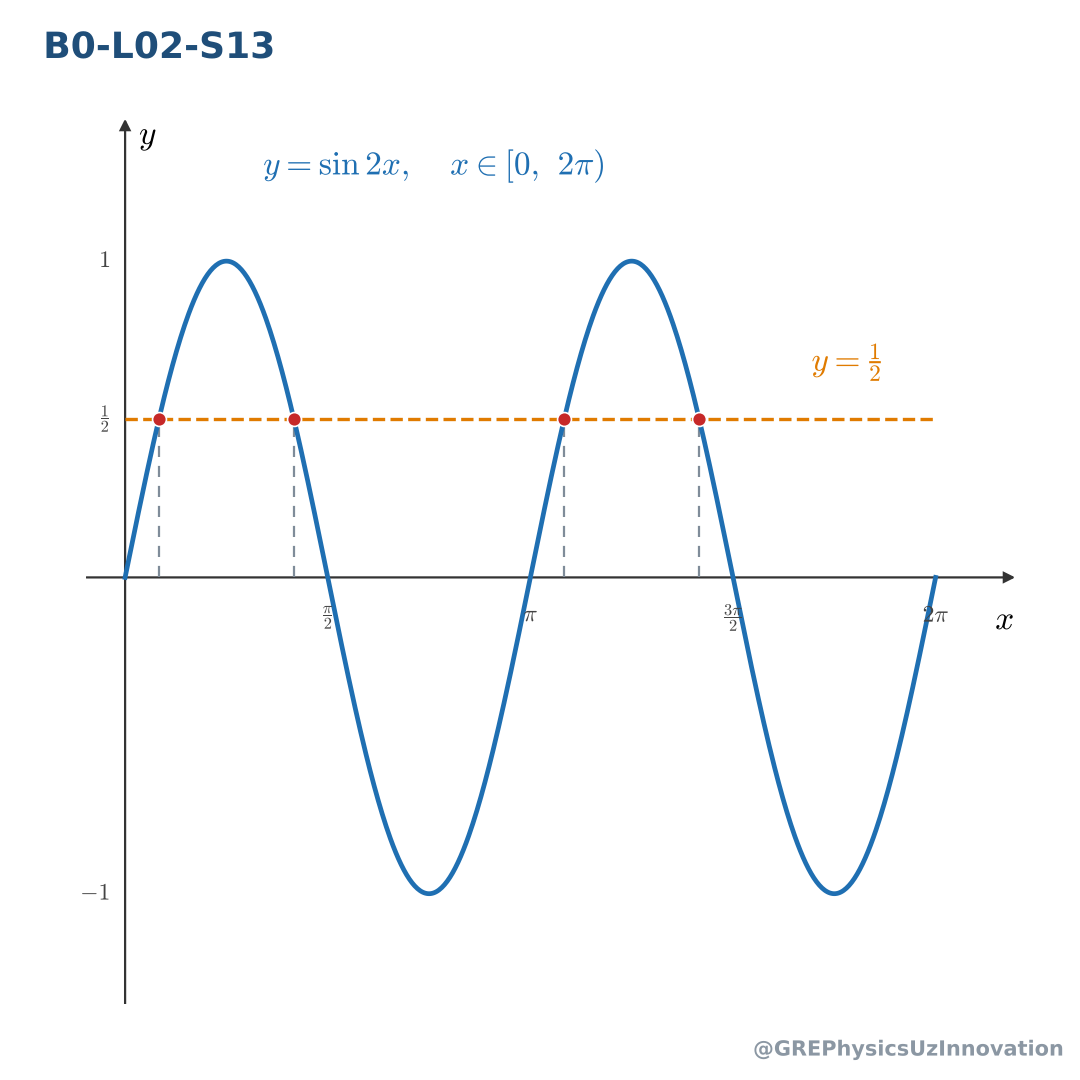 B0-L02-S13
y
y = sin 2x, x ∈ [0, 2π)
1
y = 1/2
1/2
π/2
π
3π/2
2π
x
−1
@GREPhysicsUzInnovation